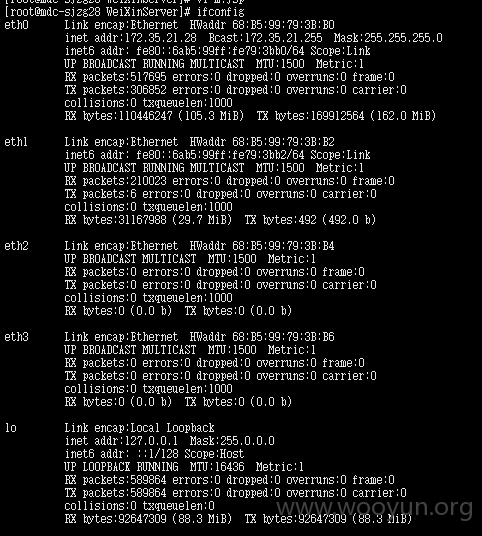 [root@mdc-sjzg28 WeiXinServer]# vi m.jsp
[root@mdc-sjzg28 WeiXinServer]# ifconfig
eth0 Link encap:Ethernet HWaddr 68:B5:99:79:3B:B0
inet addr:172.35.21.28 Bcast:172.35.21.255 Mask:255.255.255.0
inet6 addr: fe80::6ab5:99ff:fe79:3bb0/64 Scope:Link
UP BROADCAST RUNNING MULTICAST MTU:1500 Metric:1
RX packets:517695 errors:0 dropped:0 overruns:0 frame:0
TX packets:306852 errors:0 dropped:0 overruns:0 carrier:0
collisions:0 txqueuelen:1000
RX bytes:110446247 (105.3 MiB) TX bytes:169912564 (162.0 MiB)
eth1 Link encap:Ethernet HWaddr 68:B5:99:79:3B:B2
inet6 addr: fe80::6ab5:99ff:fe79:3bb2/64 Scope:Link
UP BROADCAST RUNNING MULTICAST MTU:1500 Metric:1
RX packets:210023 errors:0 dropped:0 overruns:0 frame:0
TX packets:6 errors:0 dropped:0 overruns:0 carrier:0
collisions:0 txqueuelen:1000
RX bytes:31167988 (29.7 MiB) TX bytes:492 (492.0 b)
eth2 Link encap:Ethernet HWaddr 68:B5:99:79:3B:B4
UP BROADCAST MULTICAST MTU:1500 Metric:1
RX packets:0 errors:0 dropped:0 overruns:0 frame:0
TX packets:0 errors:0 dropped:0 overruns:0 carrier:0
collisions:0 txqueuelen:1000
RX bytes:0 (0.0 b) TX bytes:0 (0.0 b)
eth3 Link encap:Ethernet HWaddr 68:B5:99:79:3B:B6
UP BROADCAST MULTICAST MTU:1500 Metric:1
RX packets:0 errors:0 dropped:0 overruns:0 frame:0
TX packets:0 errors:0 dropped:0 overruns:0 carrier:0
collisions:0 txqueuelen:1000
RX bytes:0 (0.0 b) TX bytes:0 (0.0 b)
lo Link encap:Local Loopback
inet addr:127.0.0.1 Mask:255.0.0.0
inet6 addr: ::1/128 Scope:Host
UP LOOPBACK RUNNING MTU:16436 Metric:1
RX packets:589864 errors:0 dropped:0 overruns:0 frame:0
TX packets:589864 errors:0 dropped:0 overruns:0 carrier:0
collisions:0 txqueuelen:0
RX bytes:92647309 (88.3 MiB) TX bytes:92647309 (88.3 MiB)
www.wooyun.org